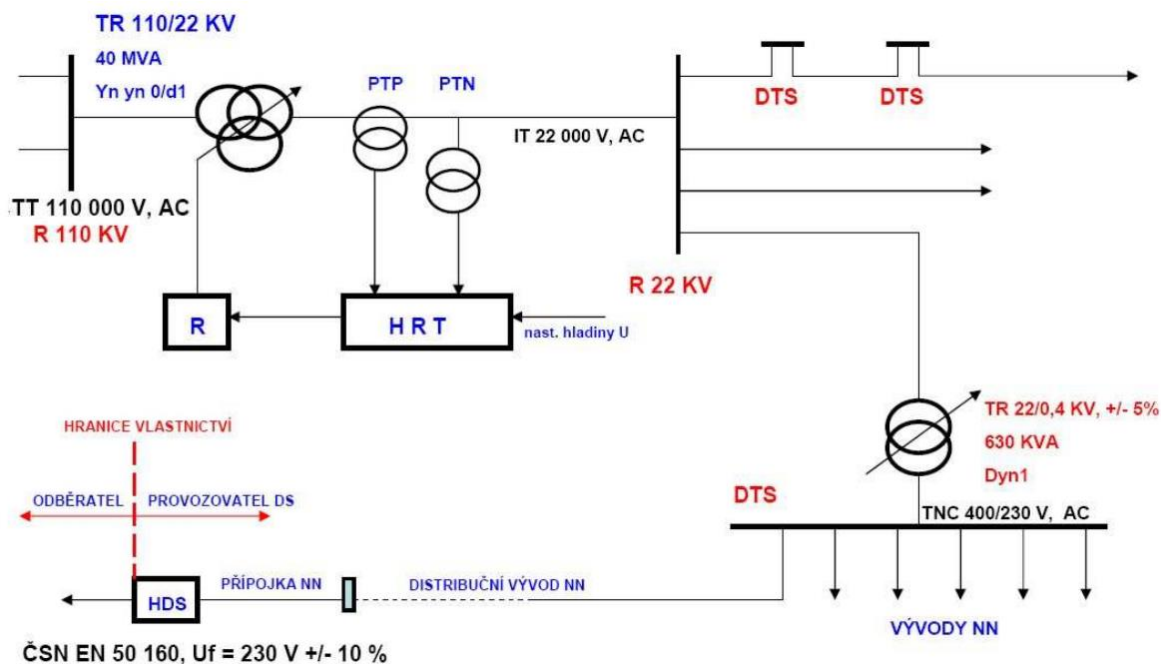 TR 110/22 KV
40 MVA
Yn yn 0/d1
PTP
PTN
DTS
DTS
IT 22 000 V, AC
TT 110 000 V, AC
R 110 KV
R 22 KV
R
H R T
nast. hladiny U
HRANICE VLASTNICTVÍ
TR 22/0,4 KV, +/- 5%
630 KVA
Dyn1
ODBĚRATEL
PROVOZOVATEL DS
DTS
TNC 400/230 V, AC
PŘÍPOJKA NN
DISTRIBUČNÍ VÝVOD NN
HDS
VÝVODY NN
ČSN EN 50 160, Uf = 230 V +/- 10 %